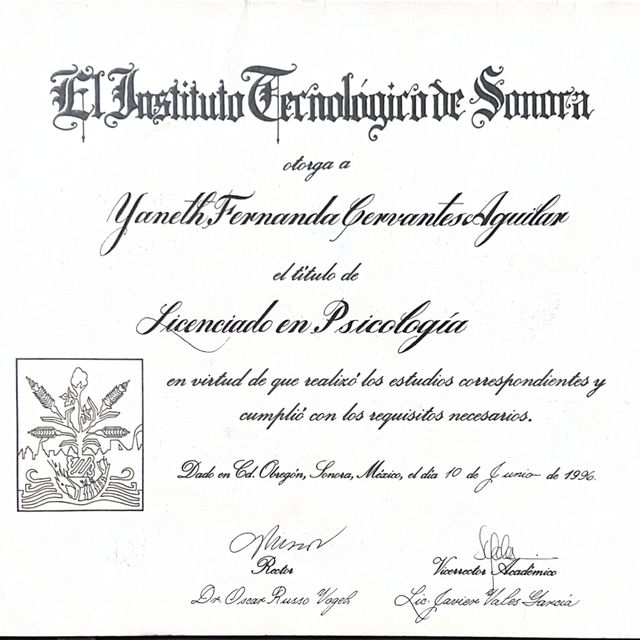 El Instituto Tecnológico de Sonora
otorga a
Yaneth Fernanda Cervantes Aguilar
el título de
Licenciado en Psicología
en virtud de que realizó los estudios correspondientes y
cumplió con los requisitos necesarios.
Dado en Cd. Obregón, Sonora, México, el día 10 de Junio de 1996.
Rector
Vicerrector Académico
Dr. Oscar Russo Vogel
Lic. Javier Vales García